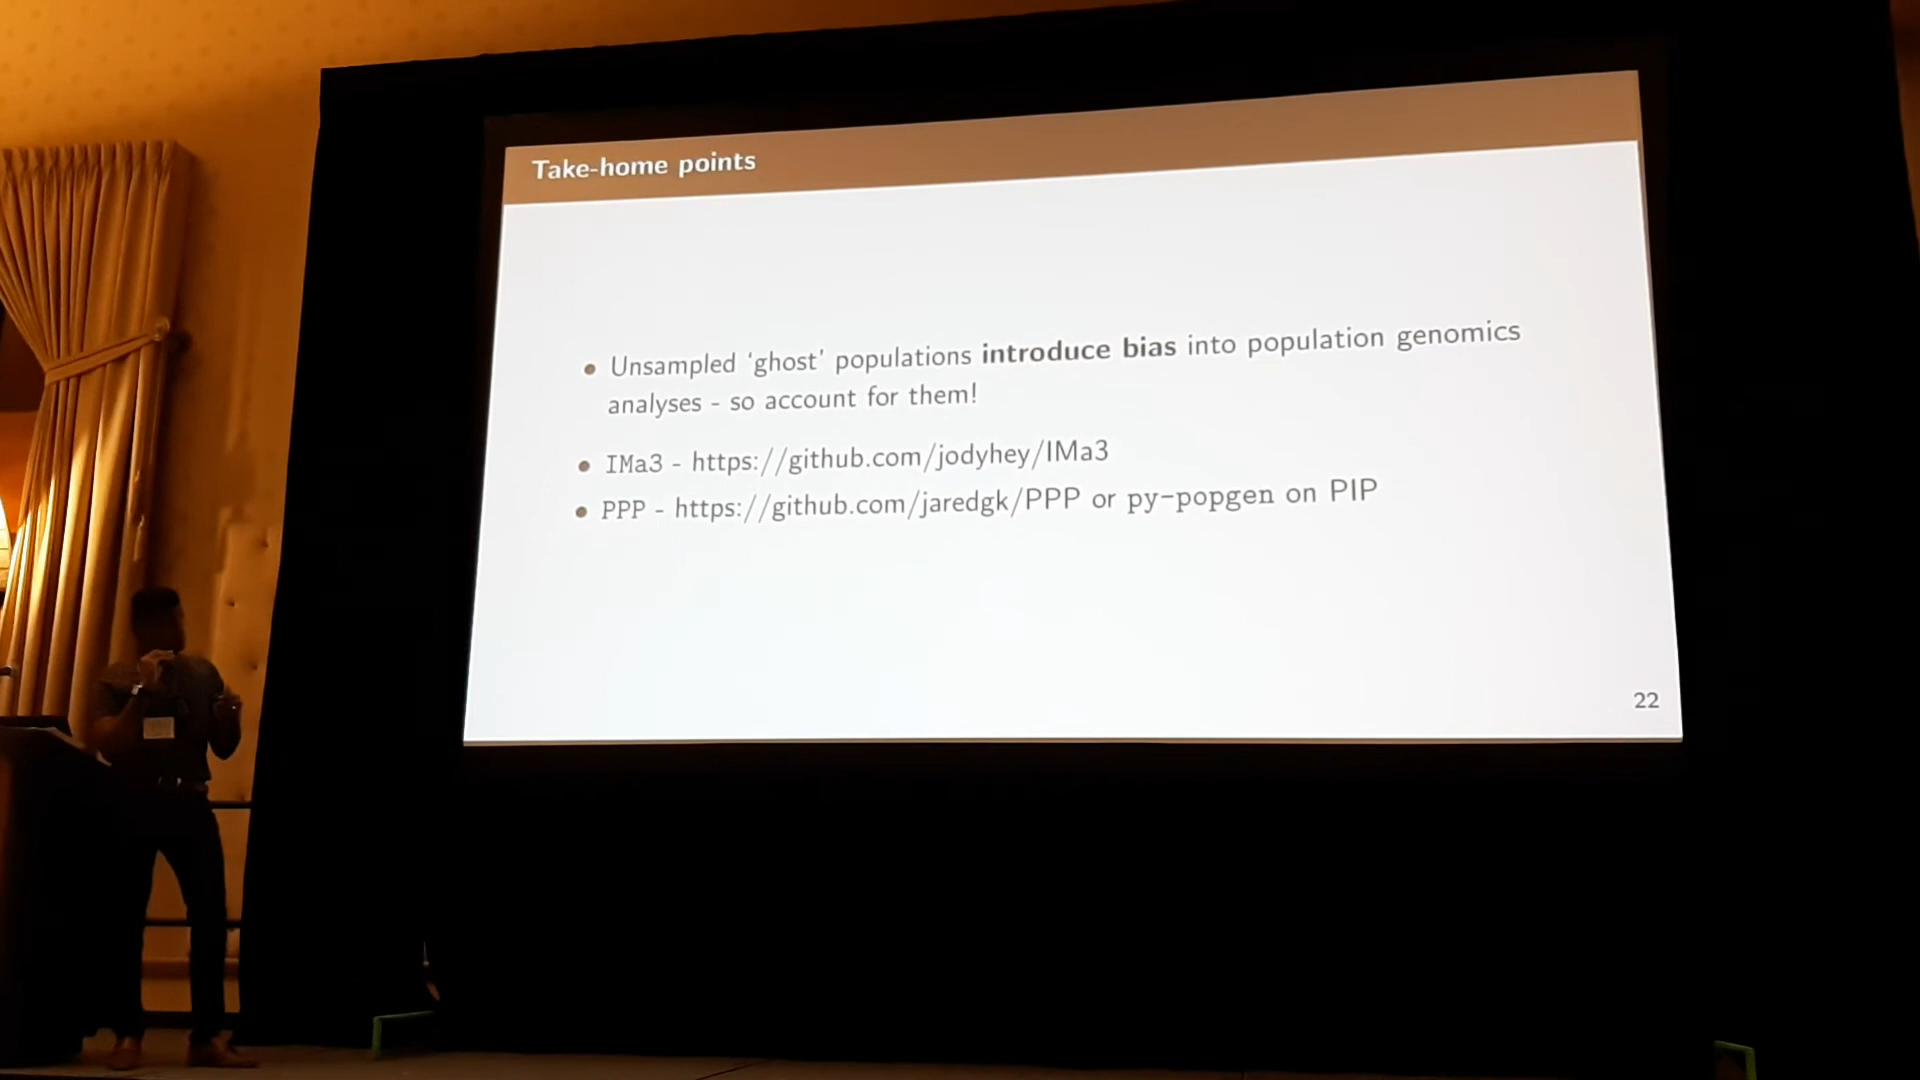 Take-home points
• Unsampled ‘ghost’ populations introduce bias into population genomics
analyses - so account for them!
• IMa3 - https://github.com/jodyhey/IMa3
• PPP - https://github.com/jaredgk/PPP or py-popgen on PIP
22